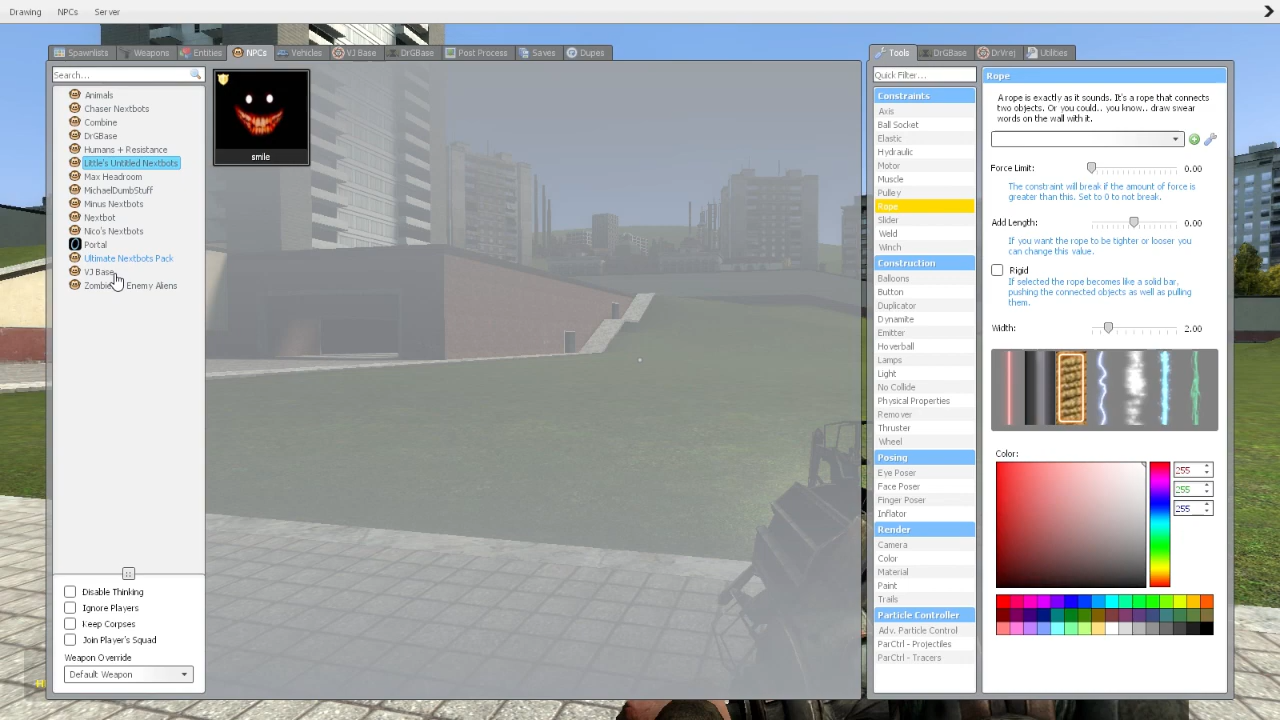 Drawing NPCs Server
Spawnlists Weapons Entities NPCs Vehicles VJ Base DrGBase Post Process Saves Dupes
Search...
Animals
Chaser Nextbots
Combine
DrGBase
Humans + Resistance
Little's Untitled Nextbots
Max Headroom
MichaelDumbStuff
Minus Nextbots
Nextbot
Nico's Nextbots
Portal
Ultimate Nextbots Pack
VJ Base
Zombie Enemy Aliens
smile
Disable Thinking
Ignore Players
Keep Corpses
Join Player's Squad
Weapon Override
Default Weapon
Tools DrGBase DrVrej Utilities
Quick Filter...
Constraints
Axis
Ball Socket
Elastic
Hydraulic
Motor
Muscle
Pulley
Rope
Slider
Weld
Winch
Construction
Balloons
Button
Duplicator
Dynamite
Emitter
Hoverball
Lamps
Light
No Collide
Physical Properties
Remover
Thruster
Wheel
Posing
Eye Poser
Face Poser
Finger Poser
Inflator
Render
Camera
Color
Material
Paint
Trails
Particle Controller
Adv. Particle Control
ParCtrl - Projectiles
ParCtrl - Tracers
Rope
A rope is exactly as it sounds. It's a rope that connects
two objects. Or you could.. you know.. draw swear
words on the wall with it.
Force Limit: 0.00
The constraint will break if the amount of force is
greater than this. Set to 0 to not break.
Add Length: 0.00
If you want the rope to be tighter or looser you
can change this value.
Rigid
If selected the rope becomes like a solid bar,
pushing the connected objects as well as pulling
them.
Width: 2.00
Color:
255
255
255